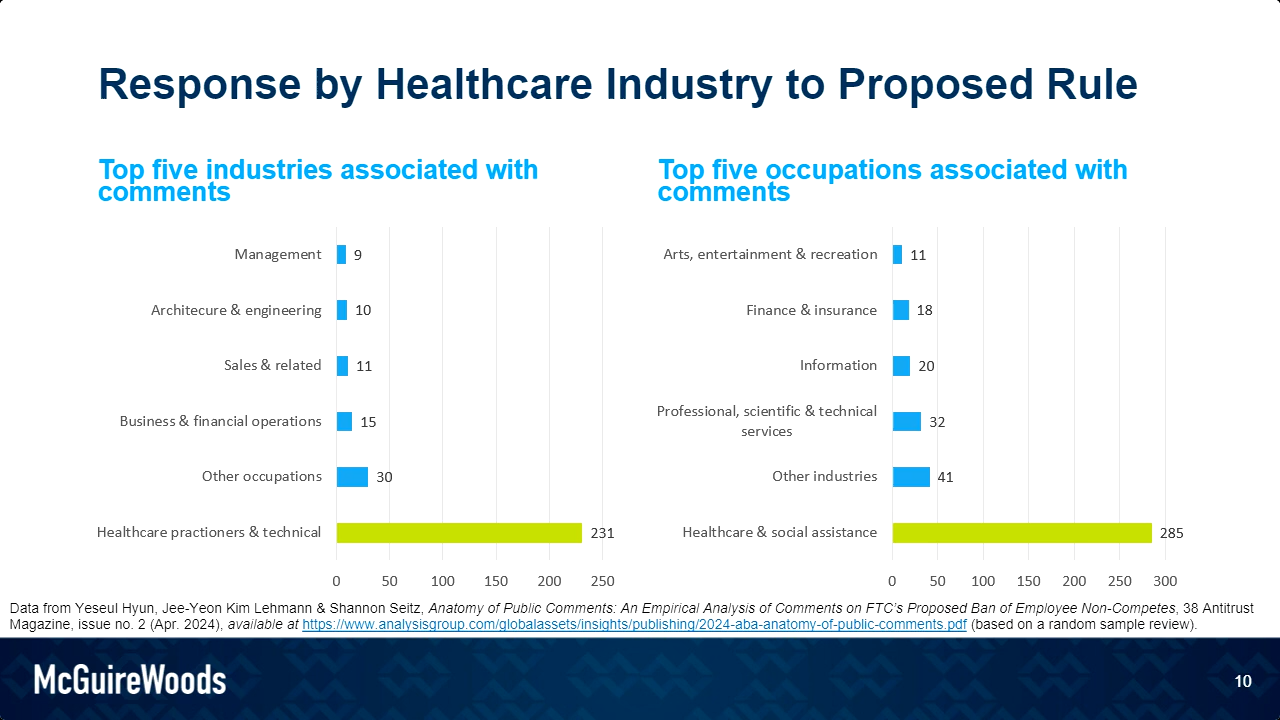 Response by Healthcare Industry to Proposed Rule
Top five industries associated with
comments
Management
9
Architecure & engineering
10
Sales & related
11
Business & financial operations
15
Other occupations
30
Healthcare practioners & technical
231
0 50 100 150 200 250
Top five occupations associated with
comments
Arts, entertainment & recreation
11
Finance & insurance
18
Information
20
Professional, scientific & technical
services
32
Other industries
41
Healthcare & social assistance
285
0 50 100 150 200 250 300
Data from Yeseul Hyun, Jee-Yeon Kim Lehmann & Shannon Seitz, Anatomy of Public Comments: An Empirical Analysis of Comments on FTC's Proposed Ban of Employee Non-Competes, 38 Antitrust
Magazine, issue no. 2 (Apr. 2024), available at https://www.analysisgroup.com/globalassets/insights/publishing/2024-aba-anatomy-of-public-comments.pdf (based on a random sample review).
McGuireWoods
10